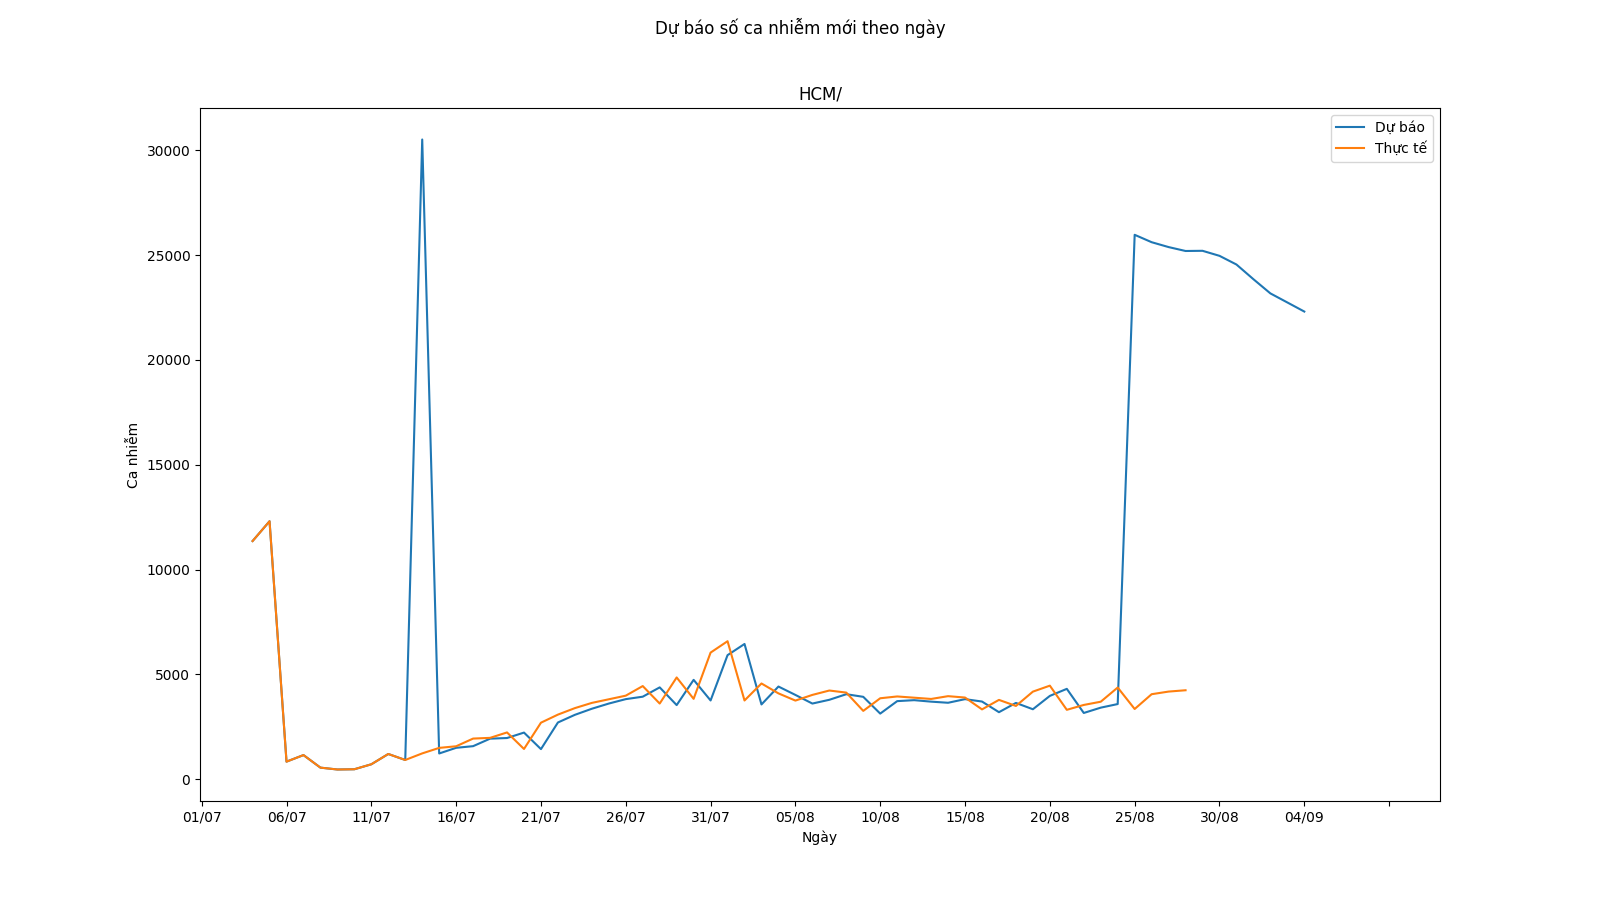 Dự báo số ca nhiễm mới theo ngày
HCM/
Dự báo
Thực tế
30000
25000
20000
15000
10000
5000
0
Ca nhiễm
01/07 06/07 11/07 16/07 21/07 26/07 31/07 05/08 10/08 15/08 20/08 25/08 30/08 04/09
Ngày